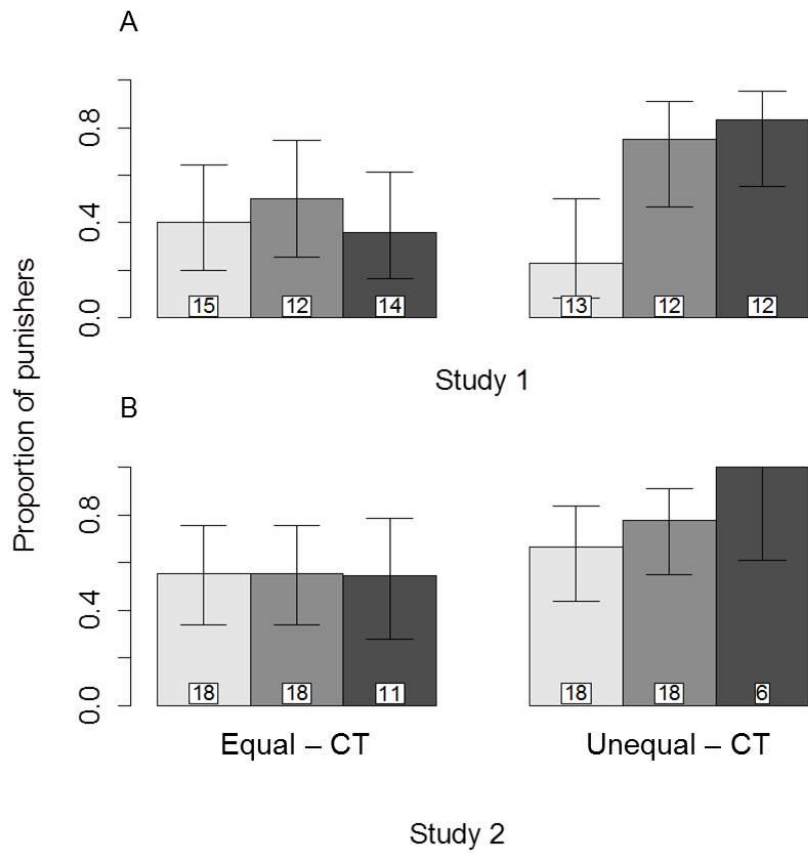 A
Proportion of punishers
0.8
0.4
0.0
15 12 14
13 12 12
Study 1
B
0.8
0.4
0.0
18 18 11
18 18 6
Equal – CT
Unequal – CT
Study 2